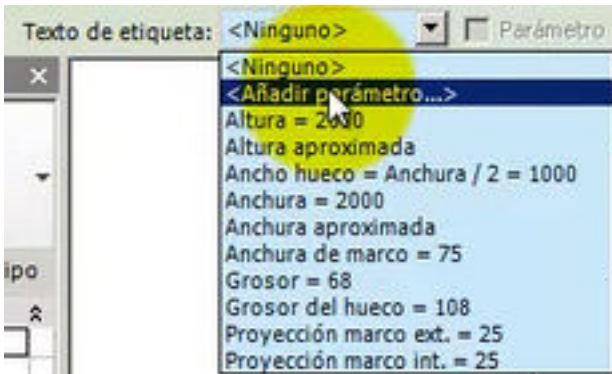 Texto de etiqueta: <Ninguno> Parámetro
<Ninguno>
<Añadir parámetro...>
Altura = 2000
Altura aproximada
Ancho hueco = Anchura / 2 = 1000
Anchura = 2000
Anchura aproximada
Anchura de marco = 75
ipo
Grosor = 68
Grosor del hueco = 108
Proyección marco ext. = 25
Proyección marco int. = 25